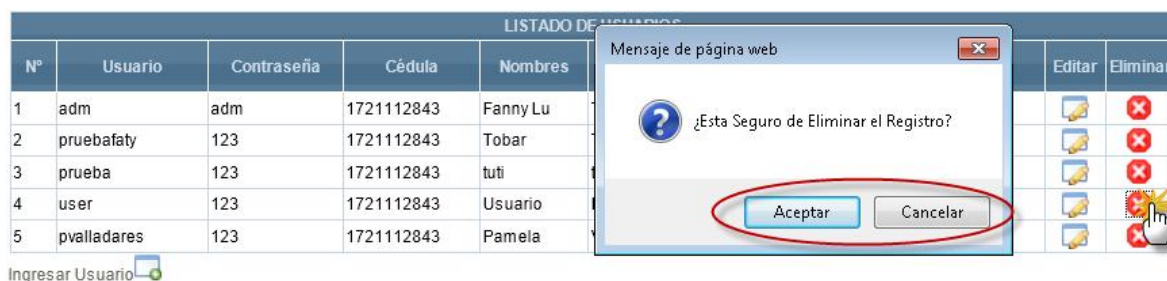 LISTADO DE USUARIOS
Mensaje de página web
Nº Usuario Contraseña Cédula Nombres Editar Eliminar
1 adm adm 1721112843 Fanny Lu
¿Esta Seguro de Eliminar el Registro?
2 pruebafaty 123 1721112843 Tobar
3 prueba 123 1721112843 tuti
4 user 123 1721112843 Usuario
Aceptar Cancelar
5 pvalladares 123 1721112843 Pamela
Ingresar Usuario